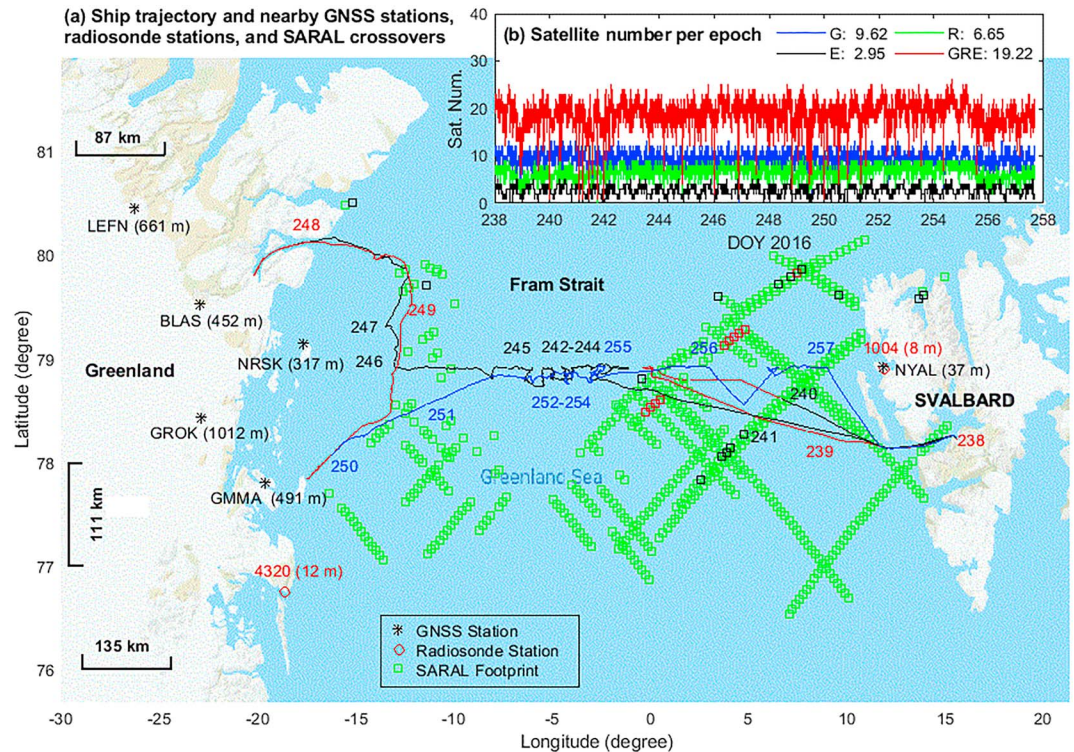 (a) Ship trajectory and nearby GNSS stations,
radiosonde stations, and SARAL crossovers
(b) Satellite number per epoch
G: 9.62 R: 6.65
E: 2.95 GRE: 19.22
Sat. Num.
40
30
20
10
0
238 240 242 244 246 248 250 252 254 256 258
DOY 2016
87 km
81
LEFN (661 m)
248
80
Fram Strait
BLAS (452 m)
249
247
NRSK (317 m)
246
245 242-244 255 256 257
1004 (8 m)
79
Greenland
NYAL (37 m)
252-254
240
SVALBARD
251
GROK (1012 m)
241
239
238
250
78
Greenland Sea
GMMA (491 m)
111 km
77
4320 (12 m)
GNSS Station
Radiosonde Station
SARAL Footprint
135 km
76
Latitude (degree)
-30 -25 -20 -15 -10 -5 0 5 10 15 20
Longitude (degree)